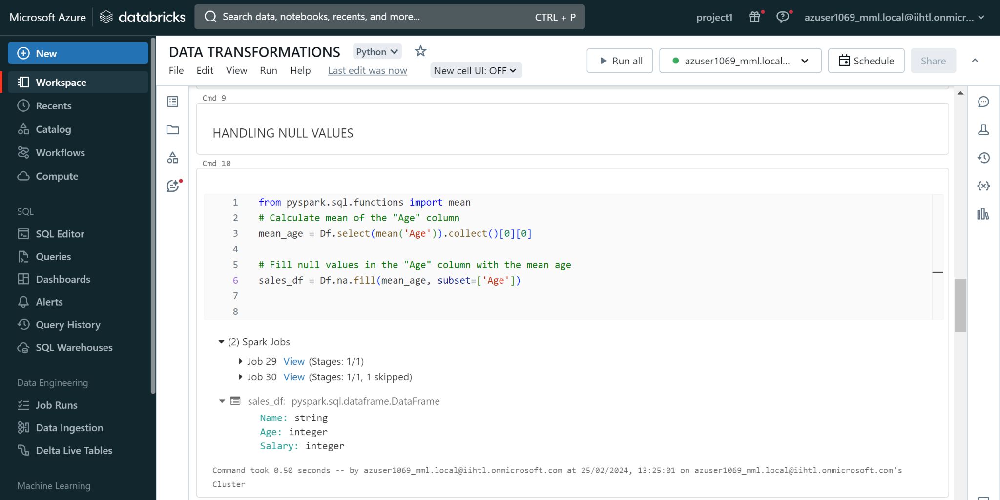 Microsoft Azure databricks Search data, notebooks, recents, and more... CTRL + P project1 azuser1069_mml.local@iihtl.onmicr...
New
Workspace
Recents
Catalog
Workflows
Compute
SQL
SQL Editor
Queries
Dashboards
Alerts
Query History
SQL Warehouses
Data Engineering
Job Runs
Data Ingestion
Delta Live Tables
Machine Learning
DATA TRANSFORMATIONS Python
File Edit View Run Help Last edit was now New cell UI: OFF
Run all azuser1069_mml.local... Schedule Share
Cmd 9
HANDLING NULL VALUES
Cmd 10
1 from pyspark.sql.functions import mean
2 # Calculate mean of the "Age" column
3 mean_age = Df.select(mean('Age')).collect()[0][0]
4
5 # Fill null values in the "Age" column with the mean age
6 sales_df = Df.na.fill(mean_age, subset=['Age'])
7
8
(2) Spark Jobs
Job 29 View (Stages: 1/1)
Job 30 View (Stages: 1/1, 1 skipped)
sales_df: pyspark.sql.dataframe.DataFrame
Name: string
Age: integer
Salary: integer
Command took 0.50 seconds -- by azuser1069_mml.local@iihtl.onmicrosoft.com at 25/02/2024, 13:25:01 on azuser1069_mml.local@iihtl.onmicrosoft.com's
Cluster